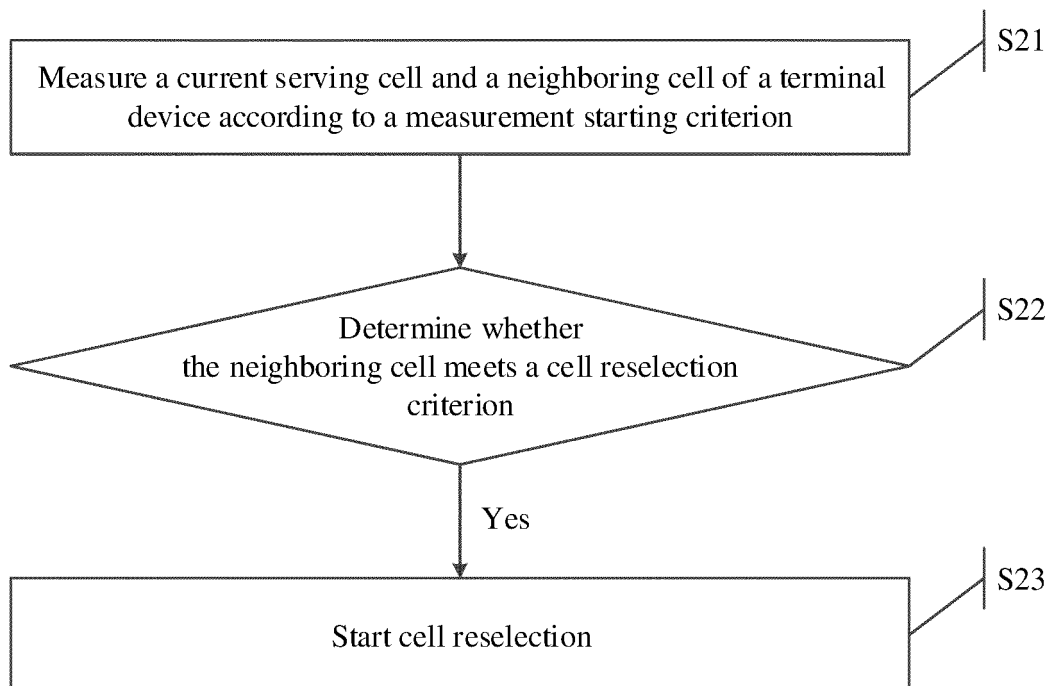 S21
Measure a current serving cell and a neighboring cell of a terminal
device according to a measurement starting criterion
S22
Determine whether
the neighboring cell meets a cell reselection
criterion
Yes
S23
Start cell reselection